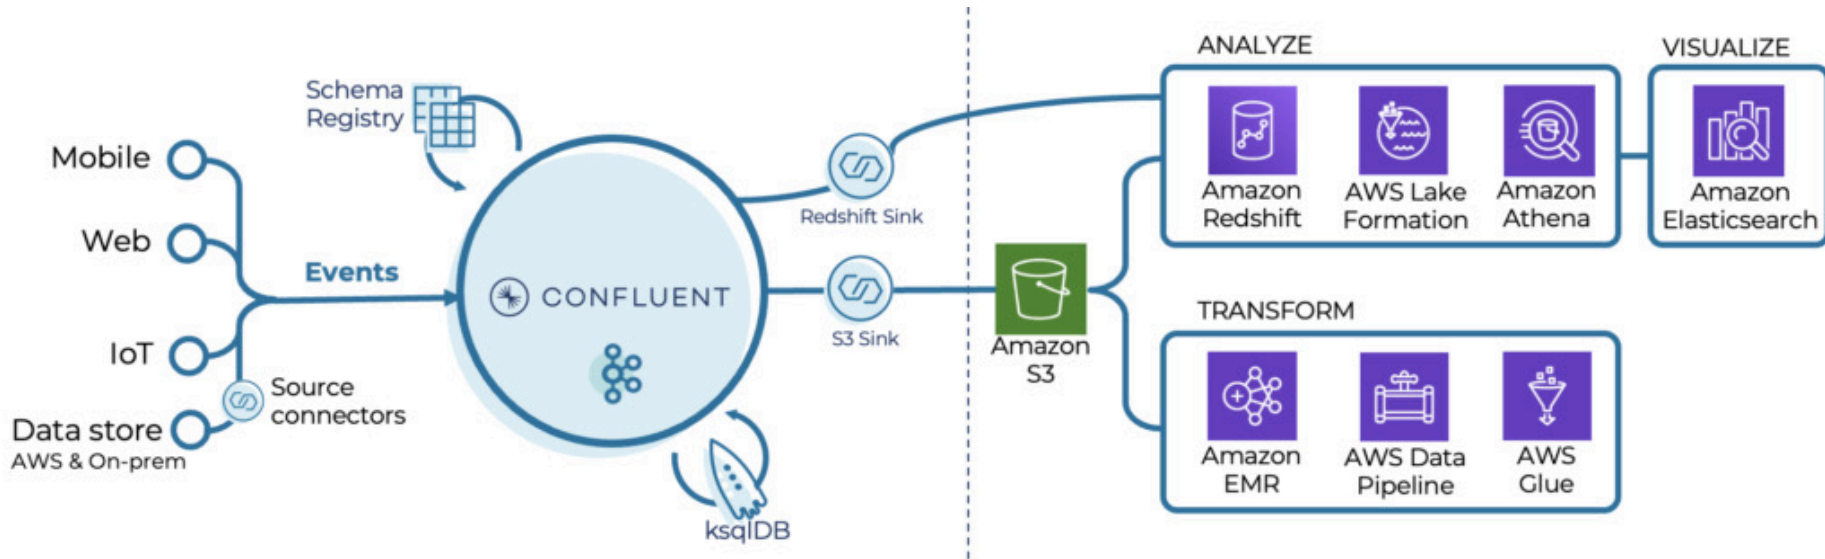 Schema
Registry
Mobile
Web
IoT
Data store
AWS & On-prem
Source
connectors
Events
CONFLUENT
ksqlDB
Redshift Sink
S3 Sink
Amazon
S3
ANALYZE
Amazon
Redshift
AWS Lake
Formation
Amazon
Athena
VISUALIZE
Amazon
Elasticsearch
TRANSFORM
Amazon
EMR
AWS Data
Pipeline
AWS
Glue